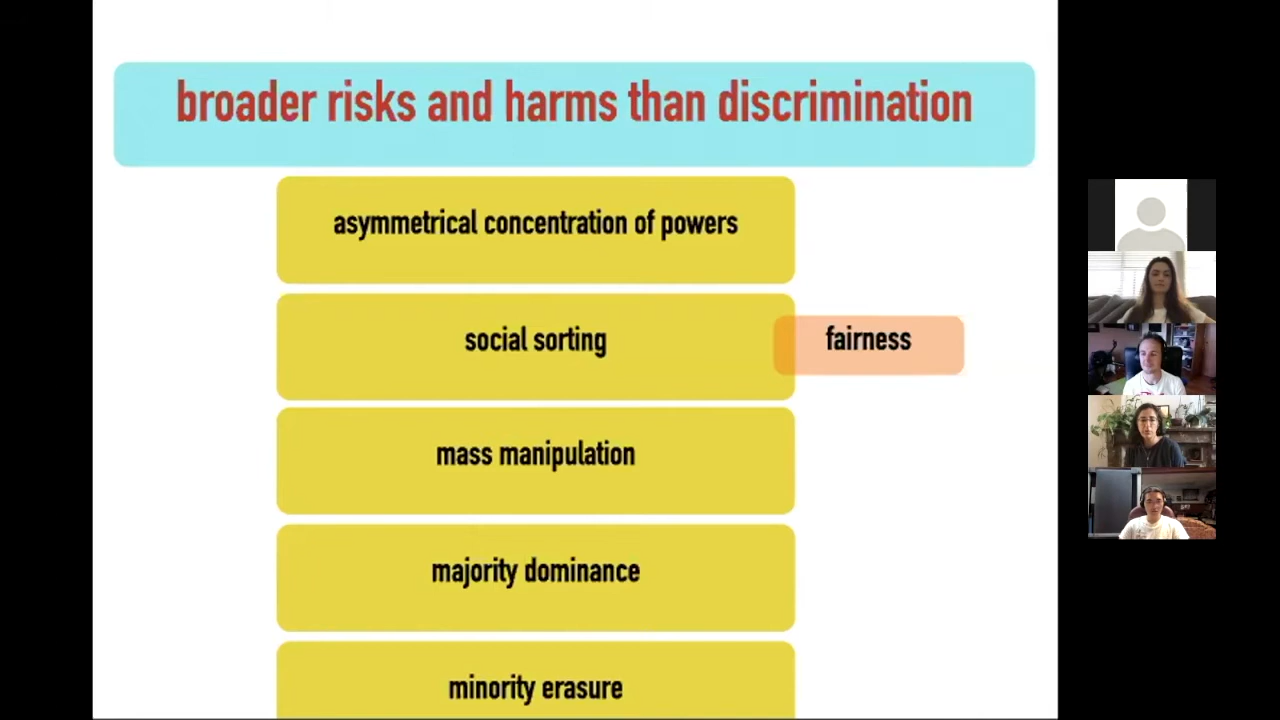 broader risks and harms than discrimination
asymmetrical concentration of powers
social sorting
fairness
mass manipulation
majority dominance
minority erasure